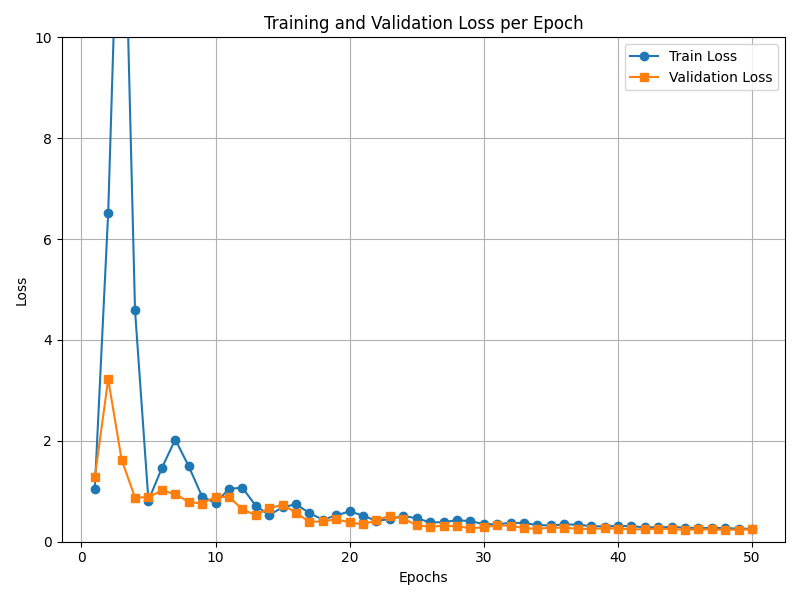 Training and Validation Loss per Epoch
Train Loss
Validation Loss
Loss
10
8
6
4
2
0
0 10 20 30 40 50
Epochs